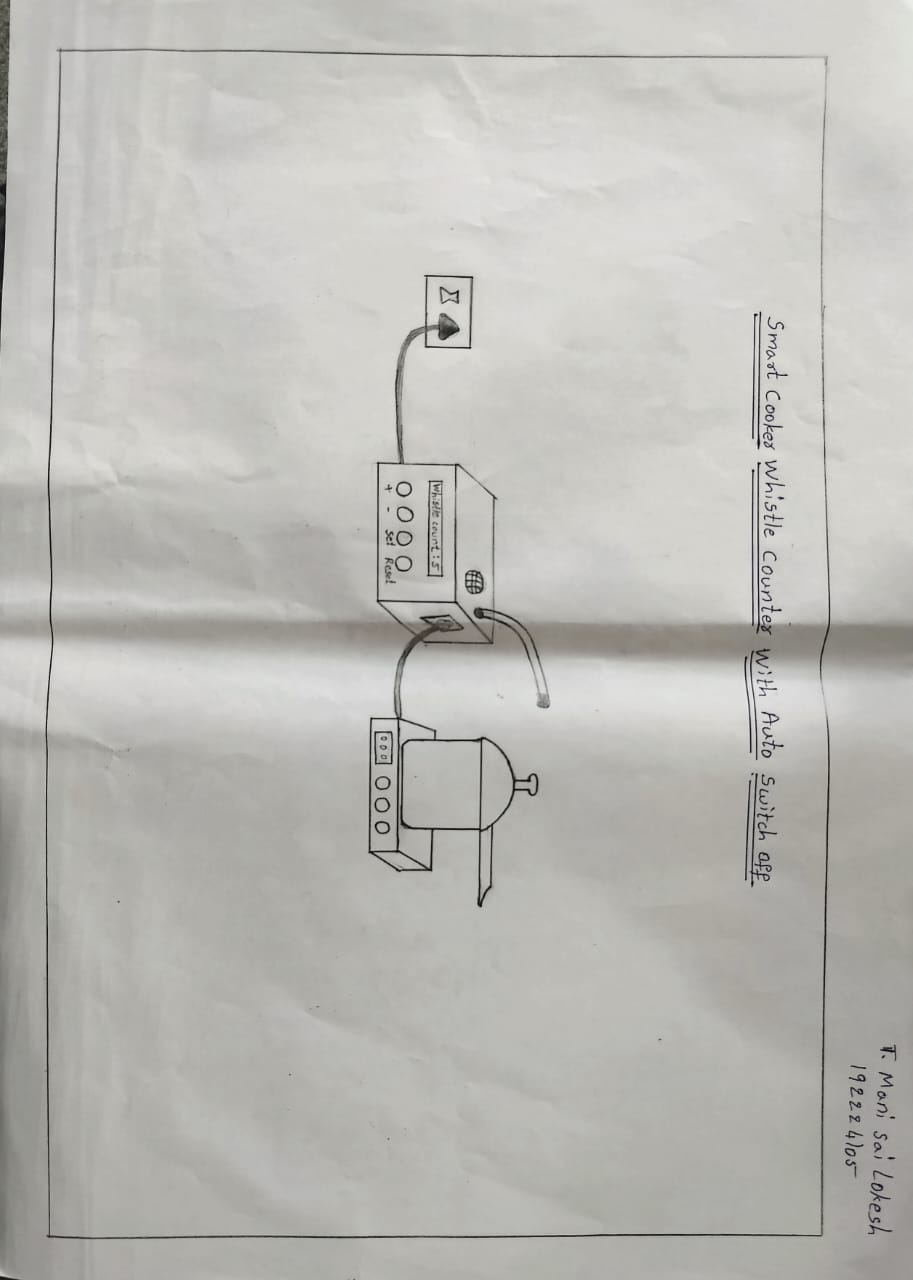 T. Mani Sai Lokesh
192224105
Smart Cooker Whistle Counter With Auto Switch off.
Whistle count : 5
+ - Set Reset